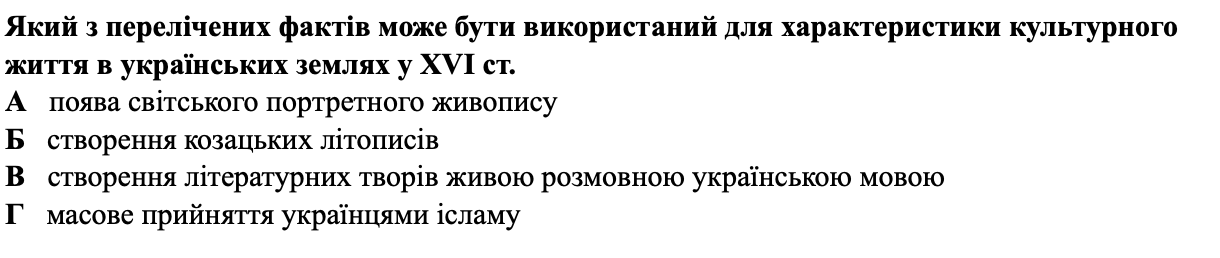 Який з перелічених фактів може бути використаний для характеристики культурного
життя в українських землях у XVI ст.
А поява світського портретного живопису
Б створення козацьких літописів
В створення літературних творів живою розмовною українською мовою
Г масове прийняття українцями ісламу